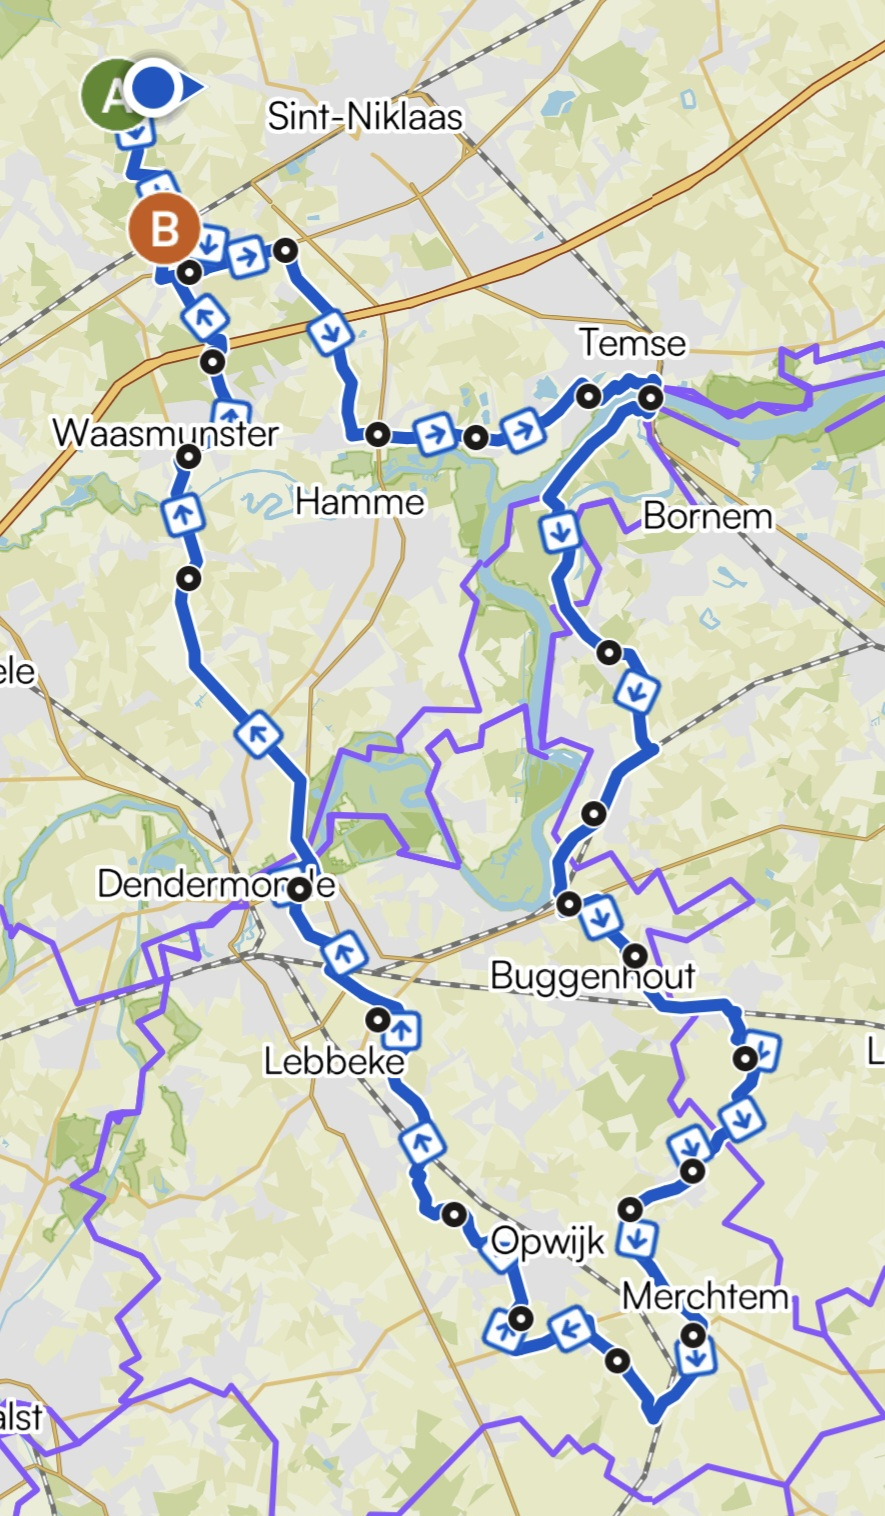 A
Sint-Niklaas
B
Temse
Waasmunster
Hamme
Bornem
ele
Dendermonde
Buggenhout
L
Lebbeke
Opwijk
Merchtem
alst